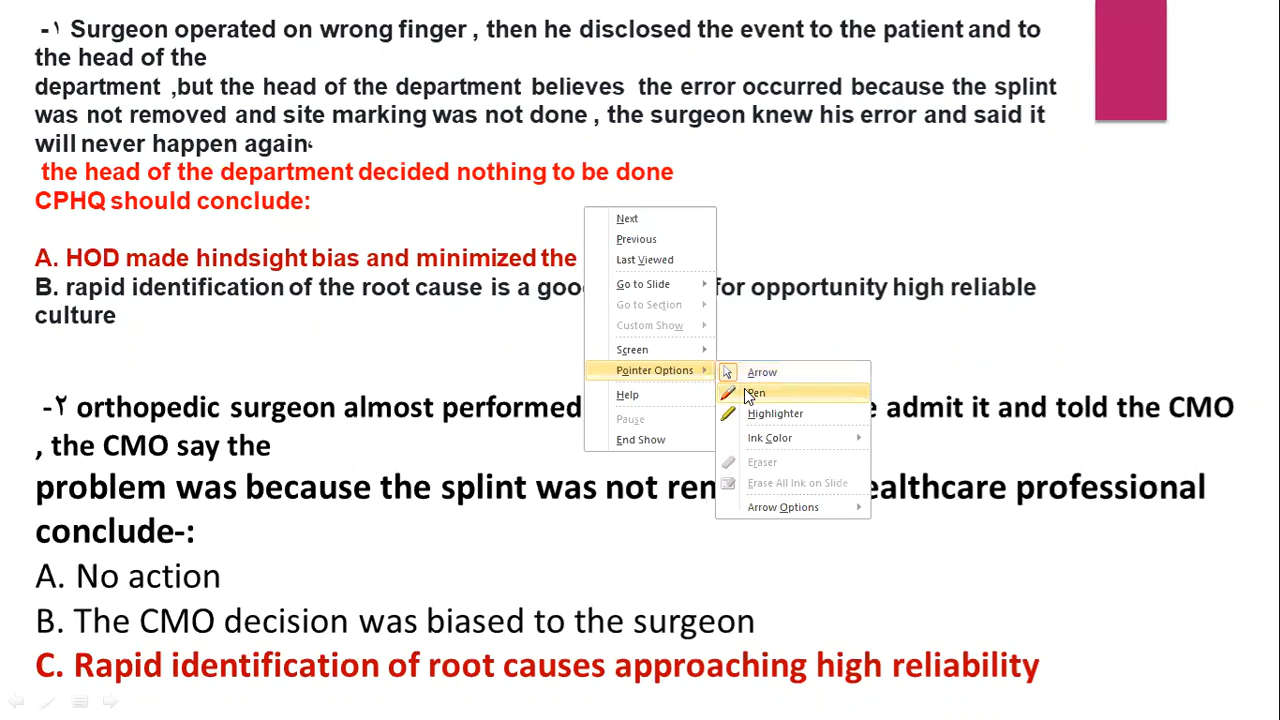 -١ Surgeon operated on wrong finger , then he disclosed the event to the patient and to
the head of the
department ,but the head of the department believes the error occurred because the splint
was not removed and site marking was not done , the surgeon knew his error and said it
will never happen again
the head of the department decided nothing to be done
CPHQ should conclude:
A. HOD made hindsight bias and minimized the
B. rapid identification of the root cause is a for opportunity high reliable
culture
-٢ orthopedic surgeon almost performed admit it and told the CMO
, the CMO say the
problem was because the splint was not professional
conclude-:
A. No action
B. The CMO decision was biased to the surgeon
C. Rapid identification of root causes approaching high reliability
Next
Previous
Last Viewed
Go to Slide
Go to Section
Custom Show
Screen
Pointer Options
Help
Pause
End Show
Arrow
Pen
Highlighter
Ink Color
Eraser
Erase All Ink on Slide
Arrow Options